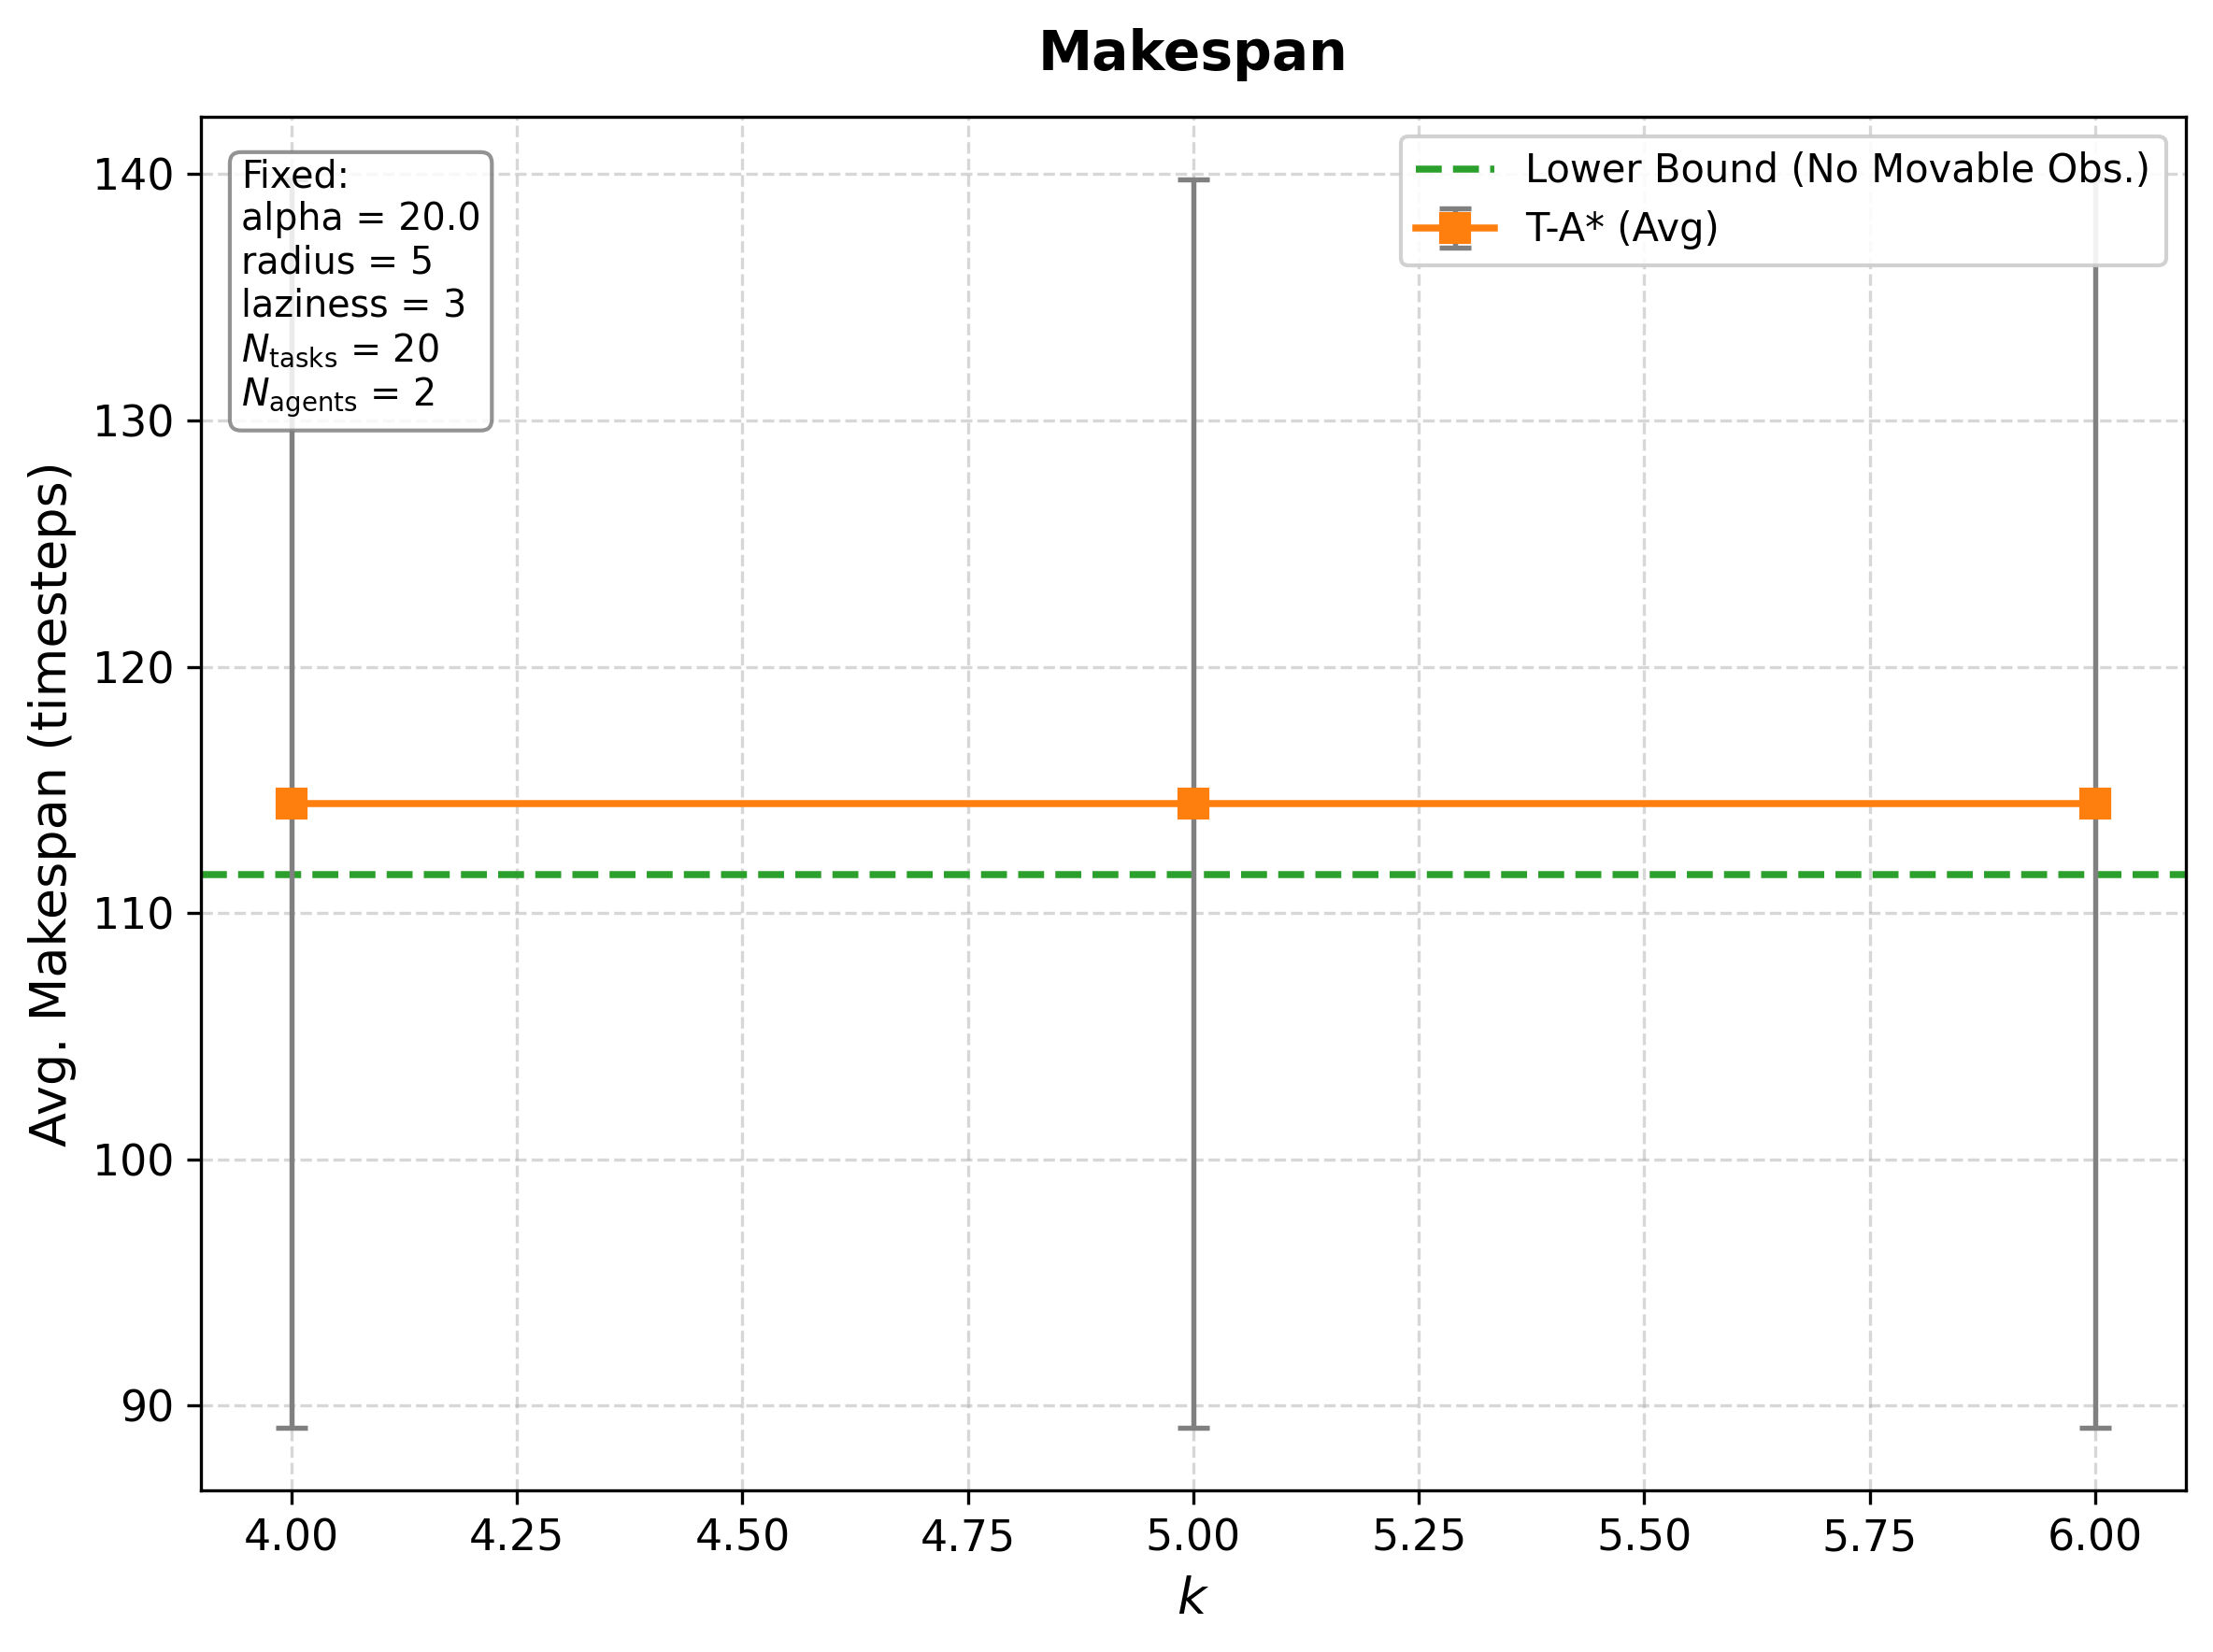 Makespan
Fixed:
alpha = 20.0
radius = 5
laziness = 3
N_tasks = 20
N_agents = 2
Lower Bound (No Movable Obs.)
T-A* (Avg)
Avg. Makespan (timesteps)
140
130
120
110
100
90
4.00 4.25 4.50 4.75 5.00 5.25 5.50 5.75 6.00
k